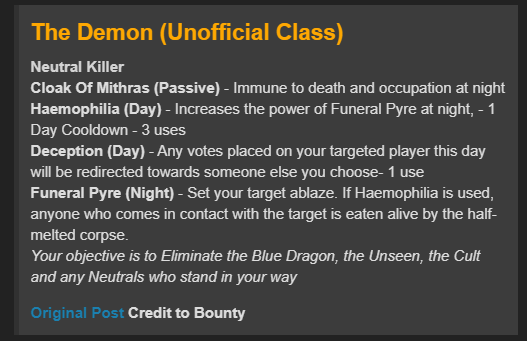 The Demon (Unofficial Class)
Neutral Killer
Cloak Of Mithras (Passive) - Immune to death and occupation at night
Haemophilia (Day) - Increases the power of Funeral Pyre at night, - 1
Day Cooldown - 3 uses
Deception (Day) - Any votes placed on your targeted player this day
will be redirected towards someone else you choose- 1 use
Funeral Pyre (Night) - Set your target ablaze. If Haemophilia is used,
anyone who comes in contact with the target is eaten alive by the half-
melted corpse.
Your objective is to Eliminate the Blue Dragon, the Unseen, the Cult
and any Neutrals who stand in your way
Original Post Credit to Bounty